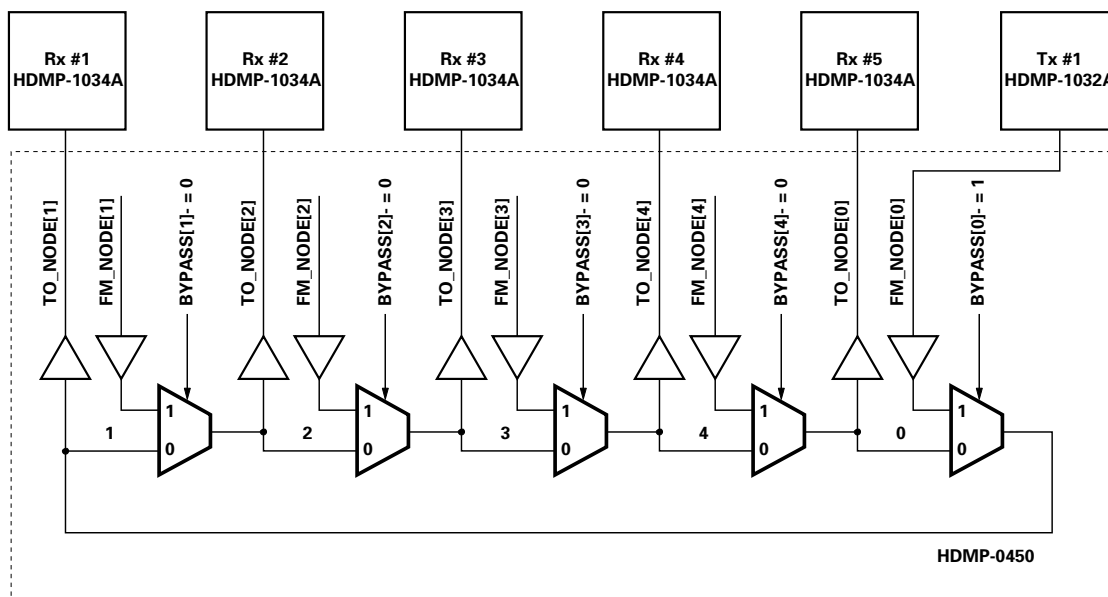 Rx #1
HDMP-1034A
Rx #2
HDMP-1034A
Rx #3
HDMP-1034A
Rx #4
HDMP-1034A
Rx #5
HDMP-1034A
Tx #1
HDMP-1032A
TO_NODE[1]
FM_NODE[1]
BYPASS[1]- = 0
TO_NODE[2]
FM_NODE[2]
BYPASS[2]- = 0
TO_NODE[3]
FM_NODE[3]
BYPASS[3]- = 0
TO_NODE[4]
FM_NODE[4]
BYPASS[4]- = 0
TO_NODE[0]
FM_NODE[0]
BYPASS[0]- = 1
1
1
0
2
1
0
3
1
0
4
1
0
0
1
0
HDMP-0450